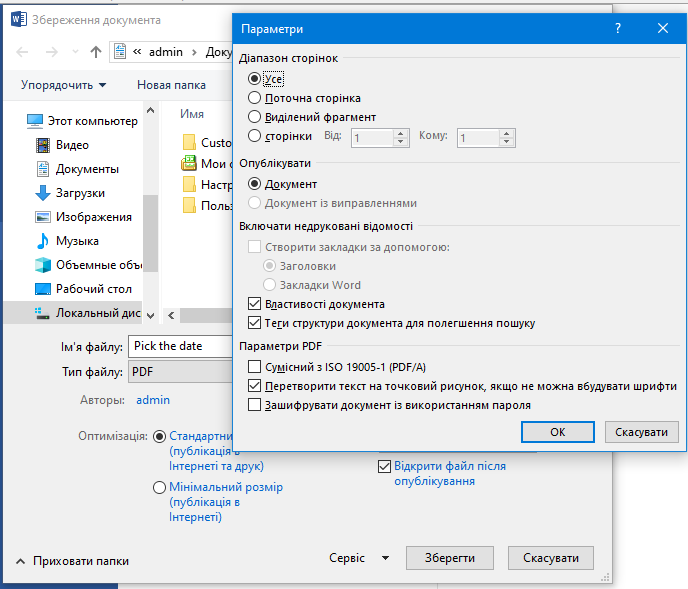 Збереження документа
« admin › Доку
Упорядочить
Новая папка
Этот компьютер
Видео
Документы
Загрузки
Изображения
Музыка
Объемные объ
Рабочий стол
Локальный дис
Имя
Custo
Мои с
Настр
Польз
Ім'я файлу:
Pick the date
Тип файлу:
PDF
Авторы:
admin
Оптимізація:
Стандартни
(публікація в
Інтернеті та друк)
Мінімальний розмір
(публікація в
Інтернеті)
Відкрити файл після
опублікування
Приховати папки
Сервіс
Зберегти
Скасувати
Параметри
?
Діапазон сторінок
Усе
Поточна сторінка
Виділений фрагмент
сторінки Від: 1 Кому: 1
Опублікувати
Документ
Документ із виправленнями
Включати недруковані відомості
Створити закладки за допомогою:
Заголовки
Закладки Word
Властивості документа
Теги структури документа для полегшення пошуку
Параметри PDF
Сумісний з ISO 19005-1 (PDF/A)
Перетворити текст на точковий рисунок, якщо не можна вбудувати шрифти
Зашифрувати документ із використанням пароля
ОК
Скасувати